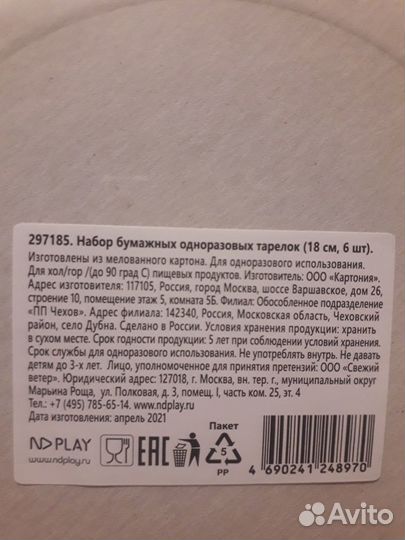 297185. Набор бумажных одноразовых тарелок (18 см, 6 шт).
Изготовлены из мелованного картона. Для одноразового использования.
Для хол/гор /(до 90 град С) пищевых продуктов. Изготовитель: ООО «Картония».
Адрес изготовителя: 117105, Россия, город Москва, шоссе Варшавское, дом 26,
строение 10, помещение этаж 5, комната 5Б. Филиал: Обособленное подразделение
«ПП Чехов». Адрес филиала: 142340, Россия, Московская область, Чеховский
район, село Дубна. Сделано в России. Условия хранения продукции: хранить
в сухом месте. Срок годности продукции: 5 лет при соблюдении условий хранения.
Срок службы для одноразового использования. Не употреблять внутрь. Не давать
детям до 3-х лет. Лицо, уполномоченное для принятия претензий: ООО «Свежий
ветер». Юридический адрес: 127018, г. Москва, вн. тер. г., муниципальный округ
Марьина Роща, ул. Полковая, д. 3, помещ. I, часть ком. 25, эт. 4
Тел.: +7 (495) 785-65-14. www.ndplay.ru
Дата изготовления: апрель 2021
ND PLAY
www.ndplay.ru
EAC
Пакет
5
PP
4 690241 248970
Avito